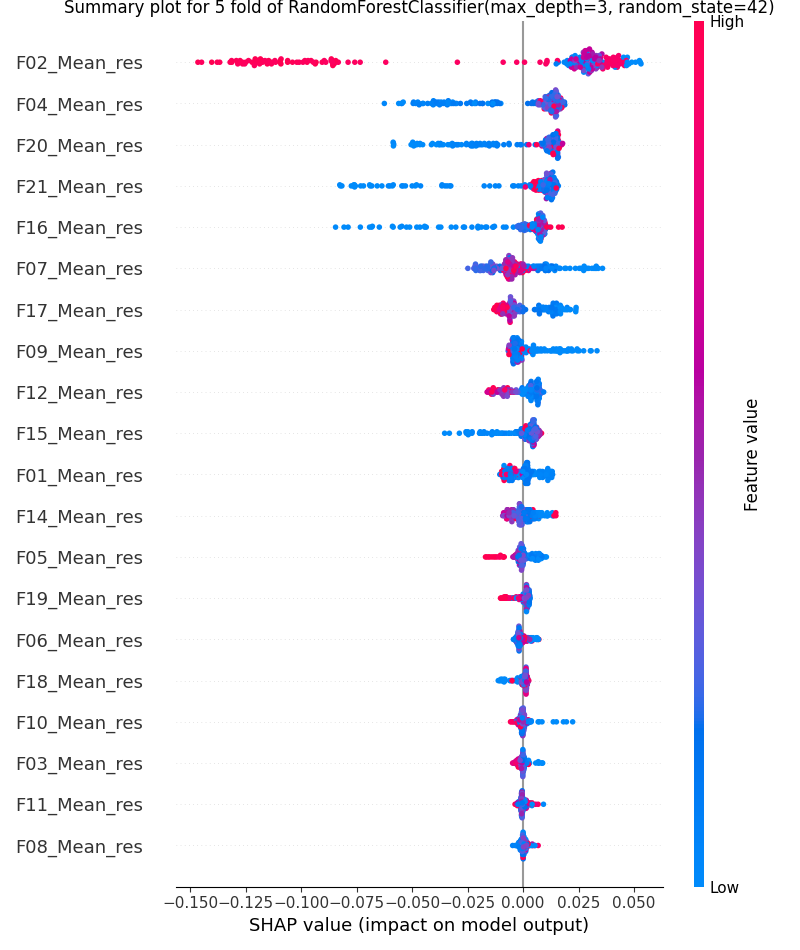 Summary plot for 5 fold of RandomForestClassifier(max_depth=3, random_state=42)
High
F02_Mean_res
F04_Mean_res
F20_Mean_res
F21_Mean_res
F16_Mean_res
F07_Mean_res
F17_Mean_res
F09_Mean_res
F12_Mean_res
F15_Mean_res
F01_Mean_res
F14_Mean_res
F05_Mean_res
F19_Mean_res
F06_Mean_res
F18_Mean_res
F10_Mean_res
F03_Mean_res
F11_Mean_res
F08_Mean_res
Feature value
Low
−0.150 −0.125 −0.100 −0.075 −0.050 −0.025 0.000 0.025 0.050
SHAP value (impact on model output)